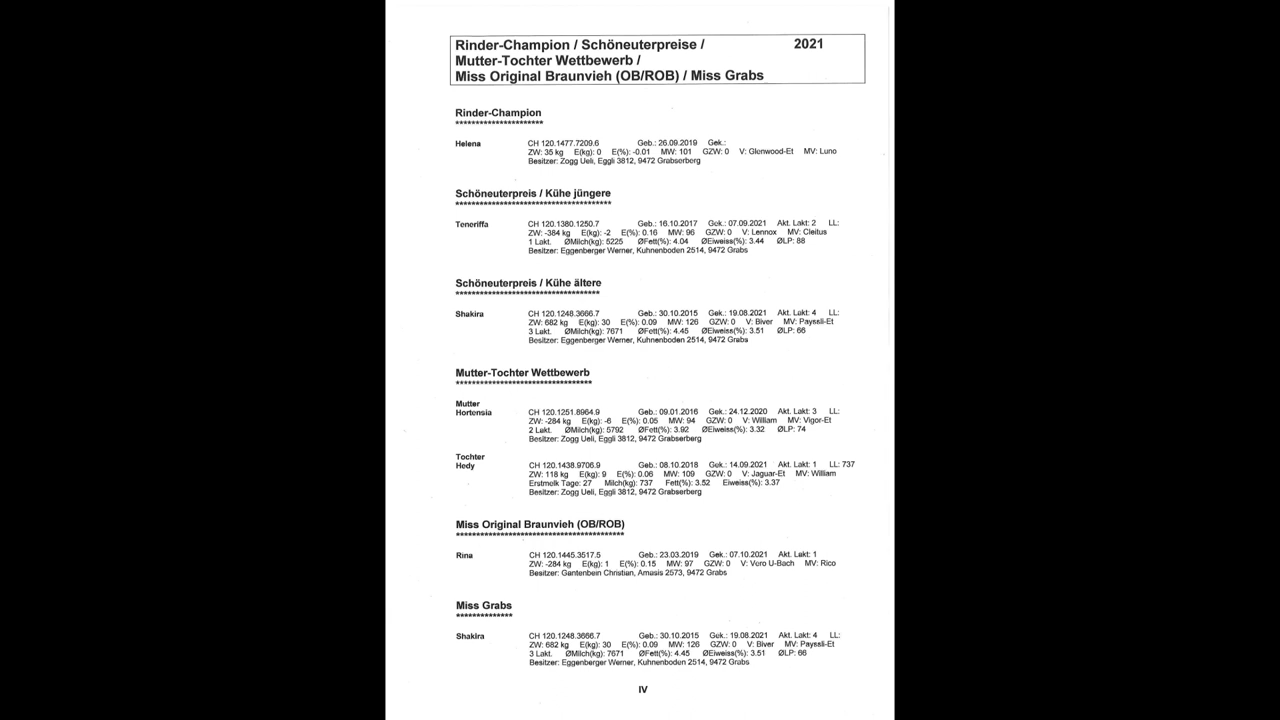 Rinder-Champion / Schöneuterpreise / 2021
Mutter-Tochter Wettbewerb /
Miss Original Braunvieh (OB/ROB) / Miss Grabs
Rinder-Champion
**********************
Helena CH 120.1477.7209.6 Geb.: 26.09.2019 Gek.:
ZW: 35 kg E(kg): 0 E(%): -0.01 MW: 101 GZW: 0 V: Glenwood-Et MV: Luno
Besitzer: Zogg Ueli, Eggli 3812, 9472 Grabserberg
Schöneuterpreis / Kühe jüngere
***************************************
Teneriffa CH 120.1380.1250.7 Geb.: 16.10.2017 Gek.: 07.09.2021 Akt. Lakt: 2 LL:
ZW: -384 kg E(kg): -2 E(%): 0.16 MW: 96 GZW: 0 V: Lennox MV: Cleitus
1 Lakt. ØMilch(kg): 5225 ØFett(%): 4.04 ØEiweiss(%): 3.44 ØLP: 88
Besitzer: Eggenberger Werner, Kuhnenboden 2514, 9472 Grabs
Schöneuterpreis / Kühe ältere
************************************
Shakira CH 120.1248.3666.7 Geb.: 30.10.2015 Gek.: 19.08.2021 Akt. Lakt: 4 LL:
ZW: 682 kg E(kg): 30 E(%): 0.09 MW: 126 GZW: 0 V: Biver MV: Payssli-Et
3 Lakt. ØMilch(kg): 7671 ØFett(%): 4.45 ØEiweiss(%): 3.51 ØLP: 66
Besitzer: Eggenberger Werner, Kuhnenboden 2514, 9472 Grabs
Mutter-Tochter Wettbewerb
**********************************
Mutter
Hortensia CH 120.1251.8964.9 Geb.: 09.01.2016 Gek.: 24.12.2020 Akt. Lakt: 3 LL:
ZW: -284 kg E(kg): -6 E(%): 0.05 MW: 94 GZW: 0 V: William MV: Vigor-Et
2 Lakt. ØMilch(kg): 5792 ØFett(%): 3.92 ØEiweiss(%): 3.32 ØLP: 74
Besitzer: Zogg Ueli, Eggli 3812, 9472 Grabserberg
Tochter
Hedy CH 120.1438.9706.9 Geb.: 08.10.2018 Gek.: 14.09.2021 Akt. Lakt: 1 LL: 737
ZW: 118 kg E(kg): 9 E(%): 0.06 MW: 109 GZW: 0 V: Jaguar-Et MV: William
Erstmelk Tage: 27 Milch(kg): 737 Fett(%): 3.52 Eiweiss(%): 3.37
Besitzer: Zogg Ueli, Eggli 3812, 9472 Grabserberg
Miss Original Braunvieh (OB/ROB)
******************************************
Rina CH 120.1445.3517.5 Geb.: 23.03.2019 Gek.: 07.10.2021 Akt. Lakt: 1
ZW: -284 kg E(kg): 1 E(%): 0.15 MW: 97 GZW: 0 V: Vero U-Bach MV: Rico
Besitzer: Gantenbein Christian, Amasis 2573, 9472 Grabs
Miss Grabs
**************
Shakira CH 120.1248.3666.7 Geb.: 30.10.2015 Gek.: 19.08.2021 Akt. Lakt: 4 LL:
ZW: 682 kg E(kg): 30 E(%): 0.09 MW: 126 GZW: 0 V: Biver MV: Payssli-Et
3 Lakt. ØMilch(kg): 7671 ØFett(%): 4.45 ØEiweiss(%): 3.51 ØLP: 66
Besitzer: Eggenberger Werner, Kuhnenboden 2514, 9472 Grabs
IV